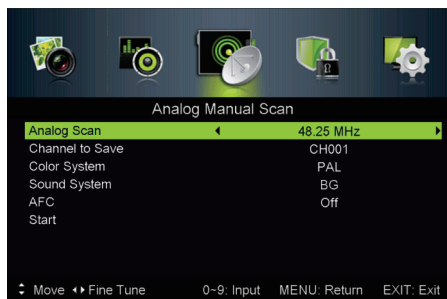 Analog Manual Scan
Analog Scan 48.25 MHz
Channel to Save CH001
Color System PAL
Sound System BG
AFC Off
Start
Move Fine Tune 0~9: Input MENU: Return EXIT: Exit